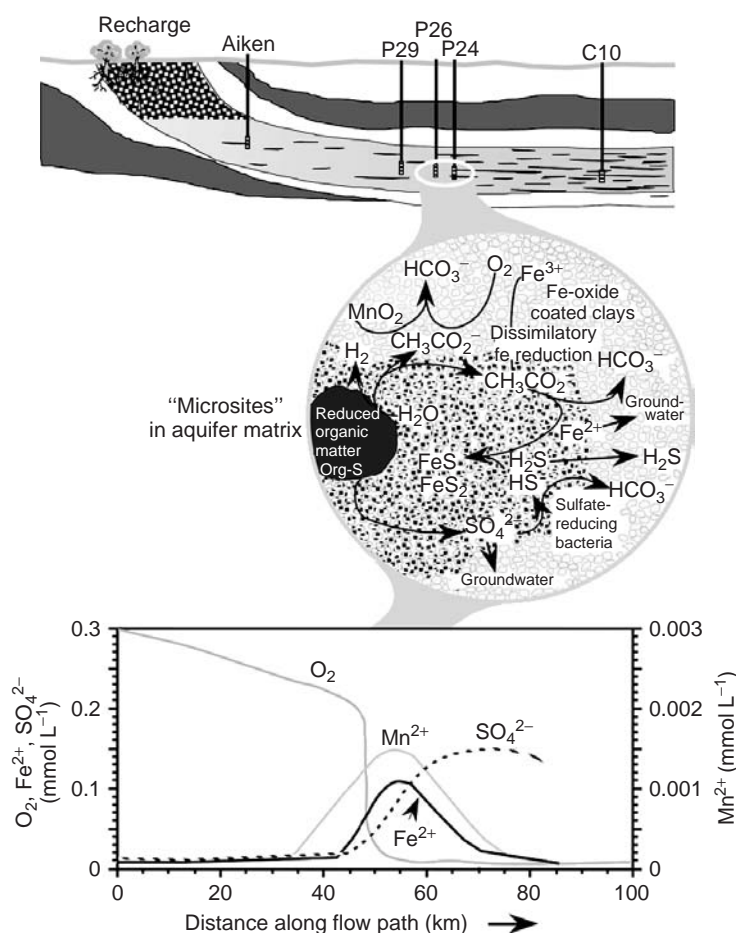 Recharge
Aiken
P29
P26
P24
C10
HCO₃⁻
O₂
Fe³⁺
Fe-oxide
coated clays
MnO₂
CH₃CO₂⁻
Dissimilatory
fe reduction
H₂
HCO₃⁻
CH₃CO₂
"Microsites"
in aquifer matrix
Reduced
organic
matter
Org-S
H₂O
Ground-
water
Fe²⁺
FeS
H₂S
H₂S
FeS₂
HS⁻
HCO₃⁻
SO₄²⁻
Sulfate-
reducing
bacteria
Groundwater
0.3
0.2
0.1
0
O₂, Fe²⁺, SO₄²⁻
(mmol L⁻¹)
O₂
Mn²⁺
SO₄²⁻
Fe²⁺
0.003
0.002
0.001
0
Mn²⁺ (mmol L⁻¹)
0 20 40 60 80 100
Distance along flow path (km)